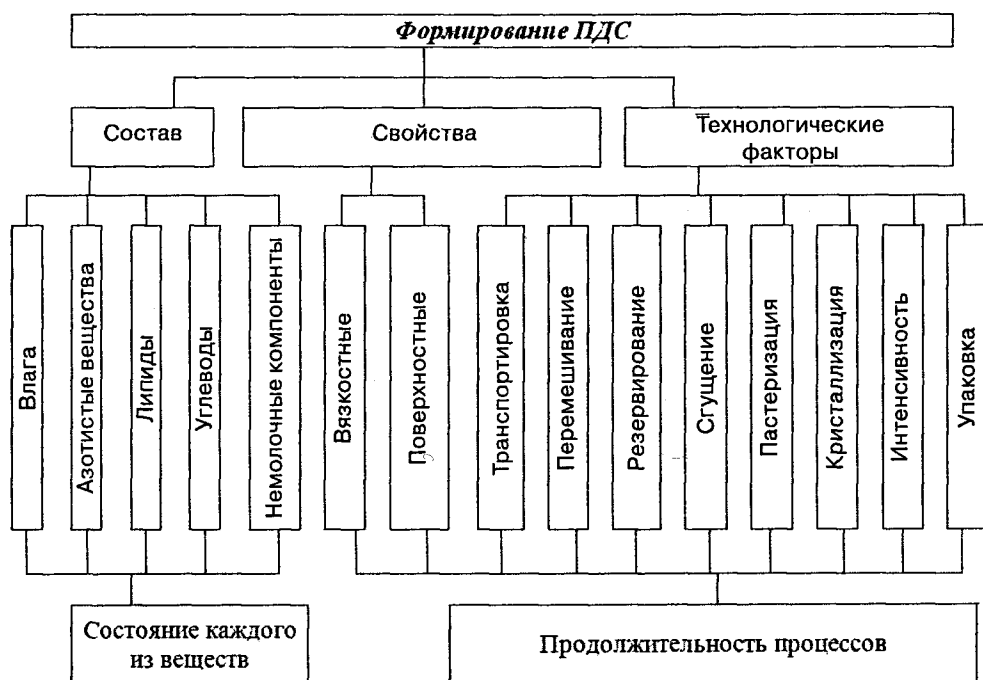 Формирование ПДС
Состав
Свойства
Технологические
факторы
Влага
Азотистые вещества
Липиды
Углеводы
Немолочные компоненты
Вязкостные
Поверхностные
Транспортировка
Перемешивание
Резервирование
Сгущение
Пастеризация
Кристаллизация
Интенсивность
Упаковка
Состояние каждого
из веществ
Продолжительность процессов